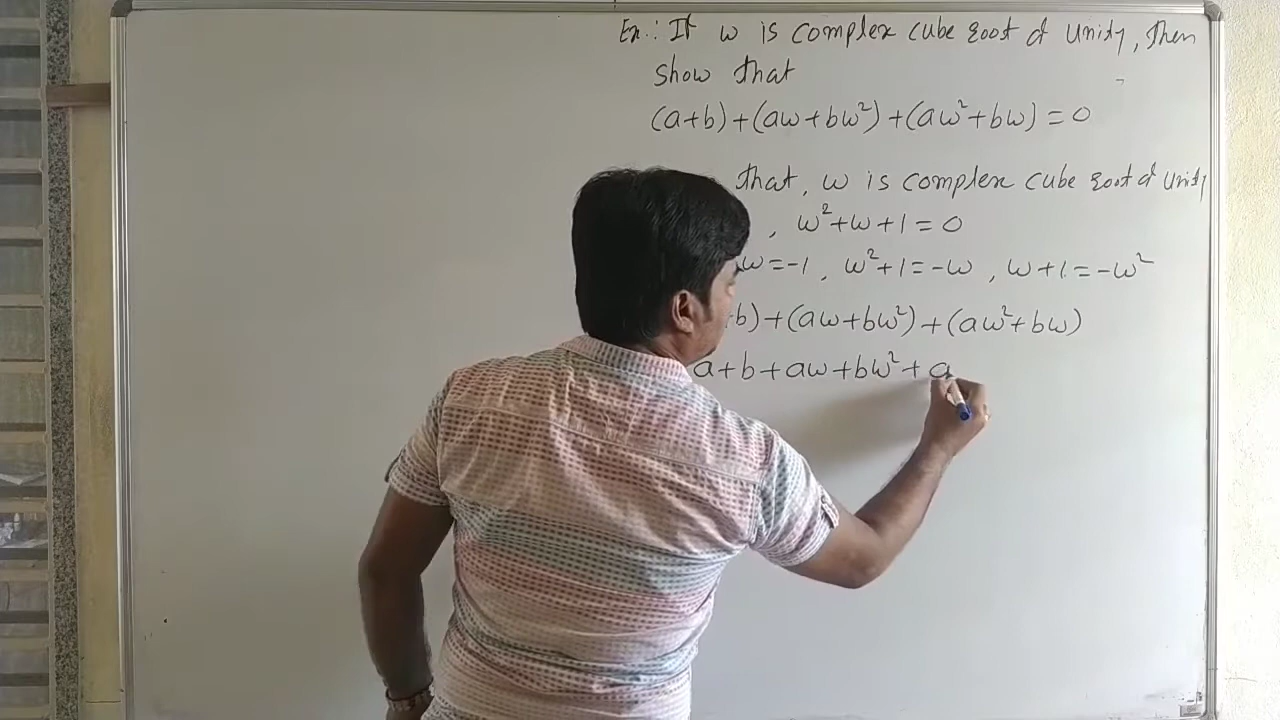 Ex.: If ω is complex cube root of unity, then
show that
(a+b)+(aω+bω²)+(aω²+bω)=0
that, ω is complex cube root of unity
, ω²+ω+1=0
ω=-1, ω²+1=-ω, ω+1=-ω²
b)+(aω+bω²)+(aω²+bω)
a+b+aω+bω²+a